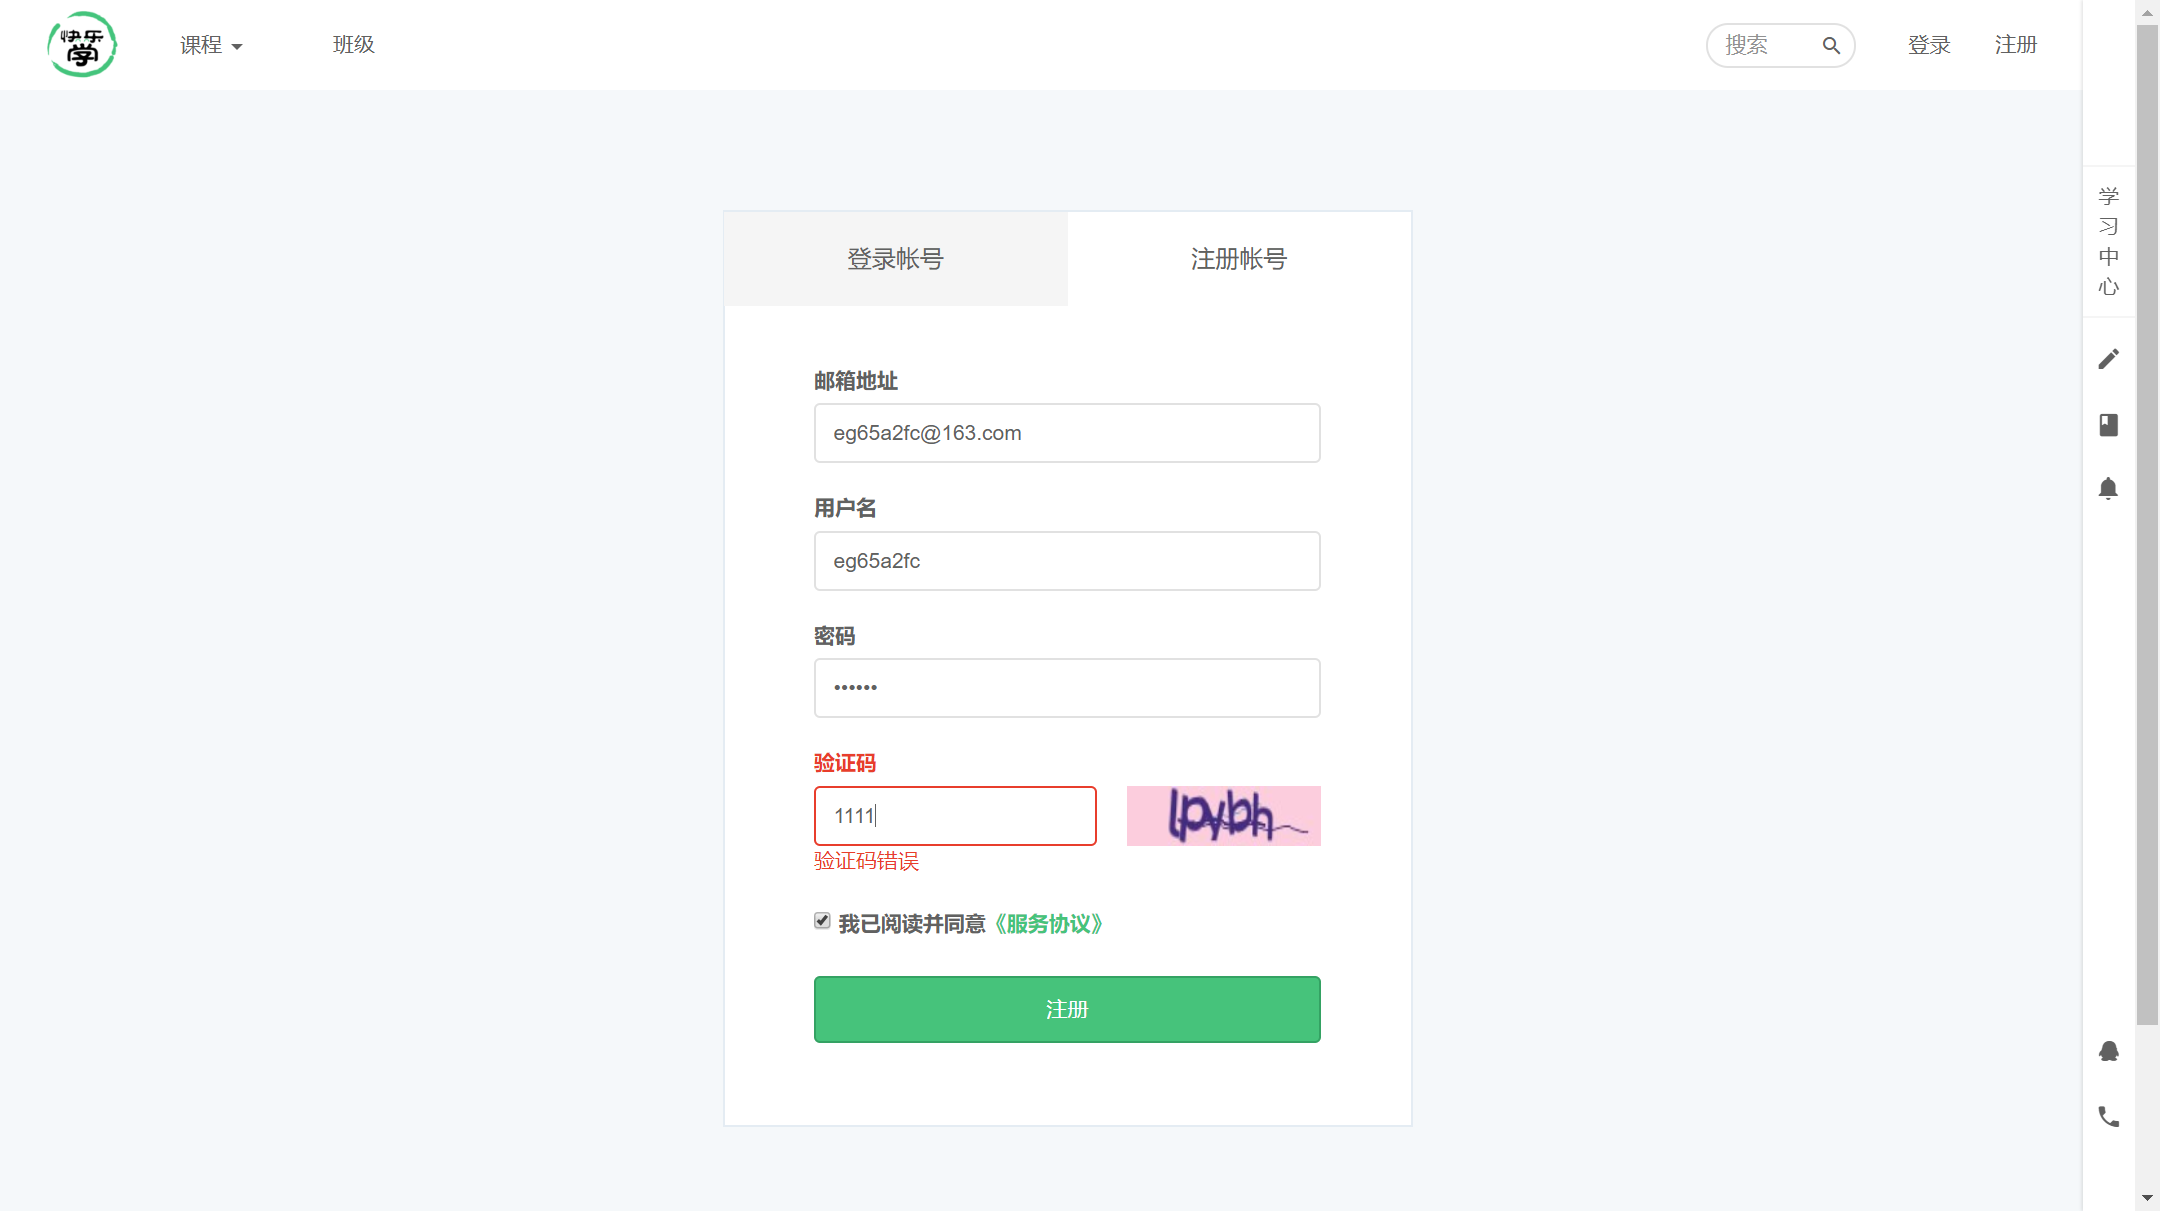 快乐
学
课程
班级
搜索
登录
注册
登录帐号
注册帐号
邮箱地址
eg65a2fc@163.com
用户名
eg65a2fc
密码
••••••
验证码
1111
lpybh
验证码错误
我已阅读并同意《服务协议》
注册
学
习
中
心